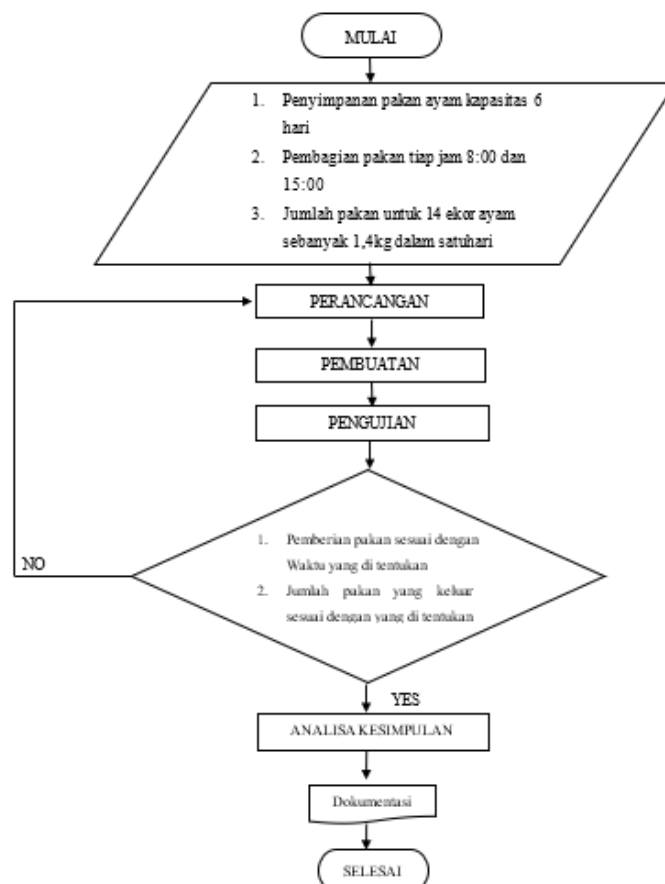 MULAI
1. Penyimpanan pakan ayam kapasitas 6
hari
2. Pembagian pakan tiap jam 8:00 dan
15:00
3. Jumlah pakan untuk 14 ekor ayam
sebanyak 1,4kg dalam satuhari
PERANCANGAN
PEMBUATAN
PENGUJIAN
1. Pemberian pakan sesuai dengan
Waktu yang di tentukan
2. Jumlah pakan yang keluar
sesuai dengan yang di tentukan
NO
YES
ANALISA KESIMPULAN
Dokumentasi
SELESAI